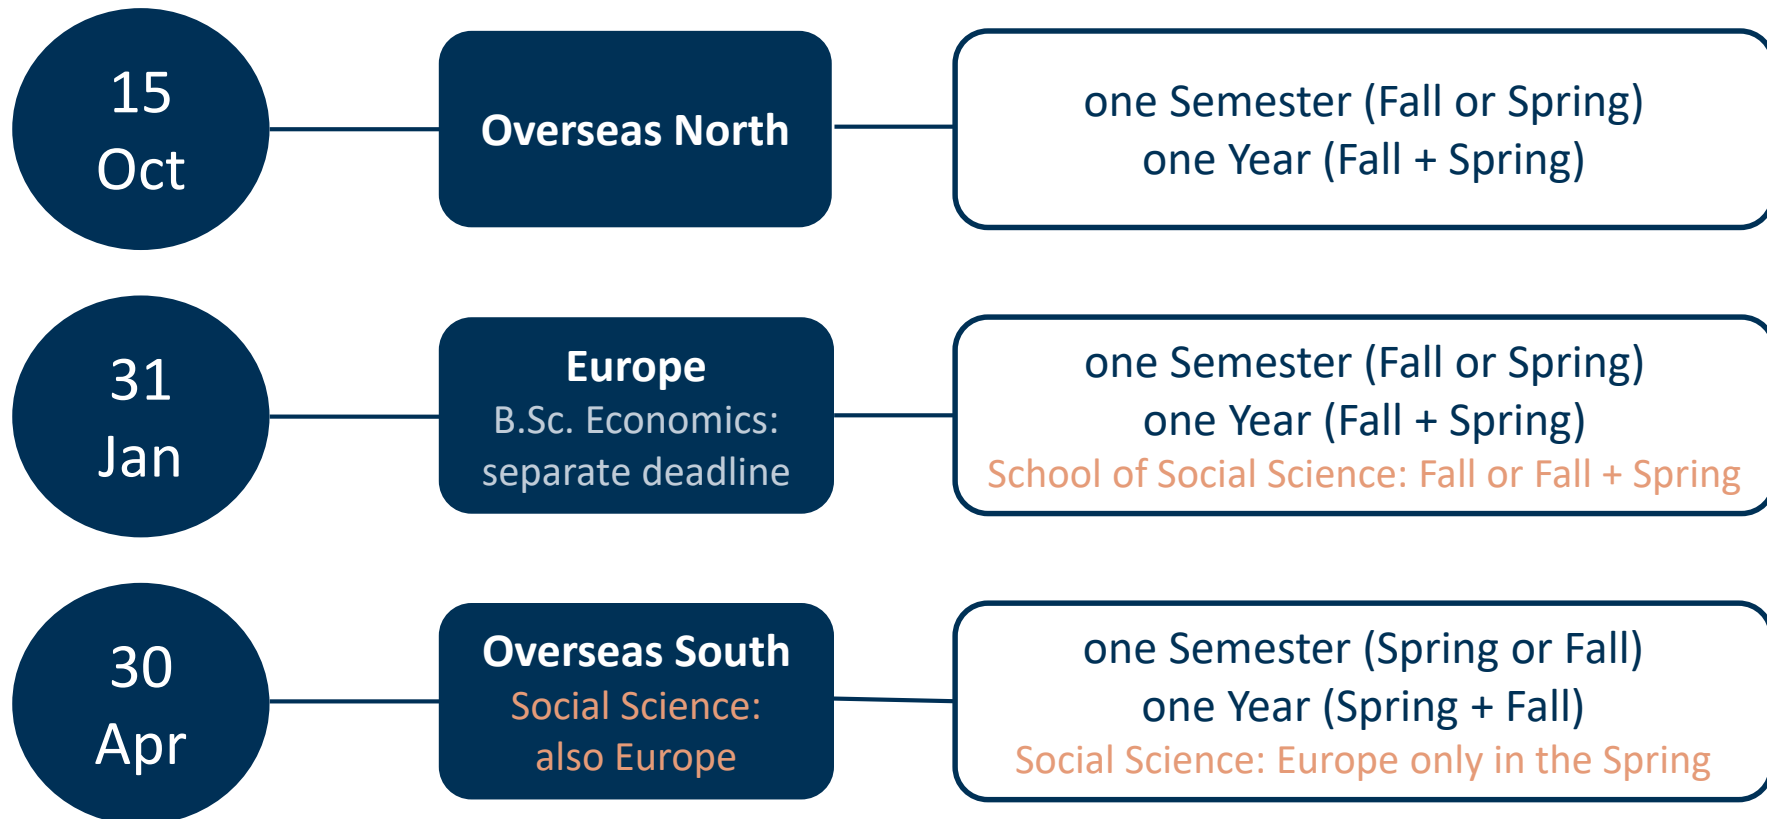 15
Oct
Overseas North
one Semester (Fall or Spring)
one Year (Fall + Spring)
31
Jan
Europe
B.Sc. Economics:
separate deadline
one Semester (Fall or Spring)
one Year (Fall + Spring)
School of Social Science: Fall or Fall + Spring
30
Apr
Overseas South
Social Science:
also Europe
one Semester (Spring or Fall)
one Year (Spring + Fall)
Social Science: Europe only in the Spring